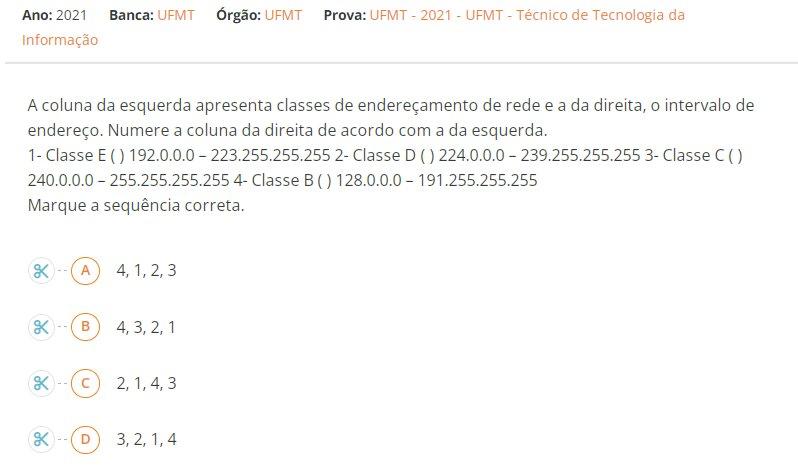 Ano: 2021 Banca: UFMT Órgão: UFMT Prova: UFMT - 2021 - UFMT - Técnico de Tecnologia da
Informação
A coluna da esquerda apresenta classes de endereçamento de rede e a da direita, o intervalo de
endereço. Numere a coluna da direita de acordo com a da esquerda.
1- Classe E ( ) 192.0.0.0 – 223.255.255.255 2- Classe D ( ) 224.0.0.0 – 239.255.255.255 3- Classe C ( )
240.0.0.0 – 255.255.255.255 4- Classe B ( ) 128.0.0.0 – 191.255.255.255
Marque a sequência correta.
A 4, 1, 2, 3
B 4, 3, 2, 1
C 2, 1, 4, 3
D 3, 2, 1, 4